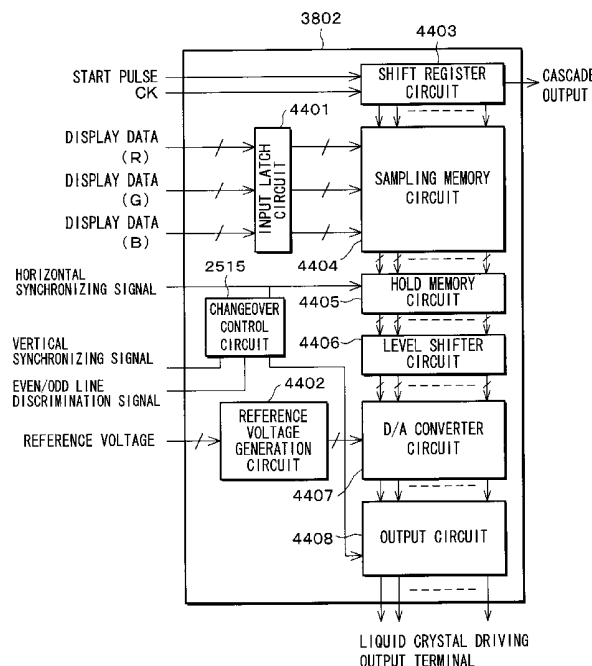 3802
4403
START PULSE
CK
SHIFT REGISTER
CIRCUIT
CASCADE
OUTPUT
4401
DISPLAY DATA
(R)
DISPLAY DATA
(G)
DISPLAY DATA
(B)
INPUT LATCH
CIRCUIT
SAMPLING MEMORY
CIRCUIT
4404
HORIZONTAL
SYNCHRONIZING SIGNAL
2515
4405
HOLD MEMORY
CIRCUIT
CHANGEOVER
CONTROL
CIRCUIT
4406
LEVEL SHIFTER
CIRCUIT
VERTICAL
SYNCHRONIZING SIGNAL
EVEN/ODD LINE
DISCRIMINATION SIGNAL
4402
REFERENCE VOLTAGE
REFERENCE
VOLTAGE
GENERATION
CIRCUIT
D/A CONVERTER
CIRCUIT
4407
4408
OUTPUT CIRCUIT
LIQUID CRYSTAL DRIVING
OUTPUT TERMINAL